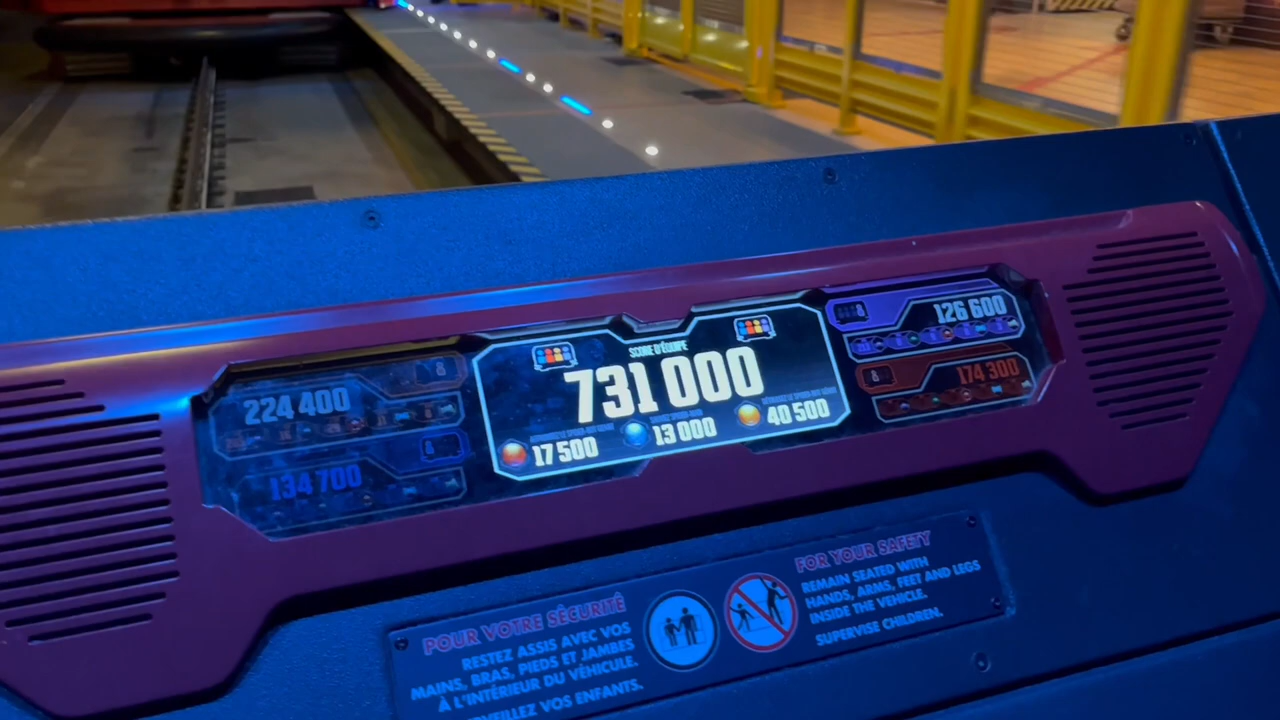 224 400
134 700
SCORE D'ÉQUIPE
731 000
17 500
13 000
40 500
126 600
174 300
POUR VOTRE SÉCURITÉ
RESTEZ ASSIS AVEC VOS
MAINS, BRAS, PIEDS ET JAMBES
À L'INTÉRIEUR DU VÉHICULE.
VOS ENFANTS.
FOR YOUR SAFETY
REMAIN SEATED WITH
HANDS, ARMS, FEET AND LEGS
INSIDE THE VEHICLE.
SUPERVISE CHILDREN.